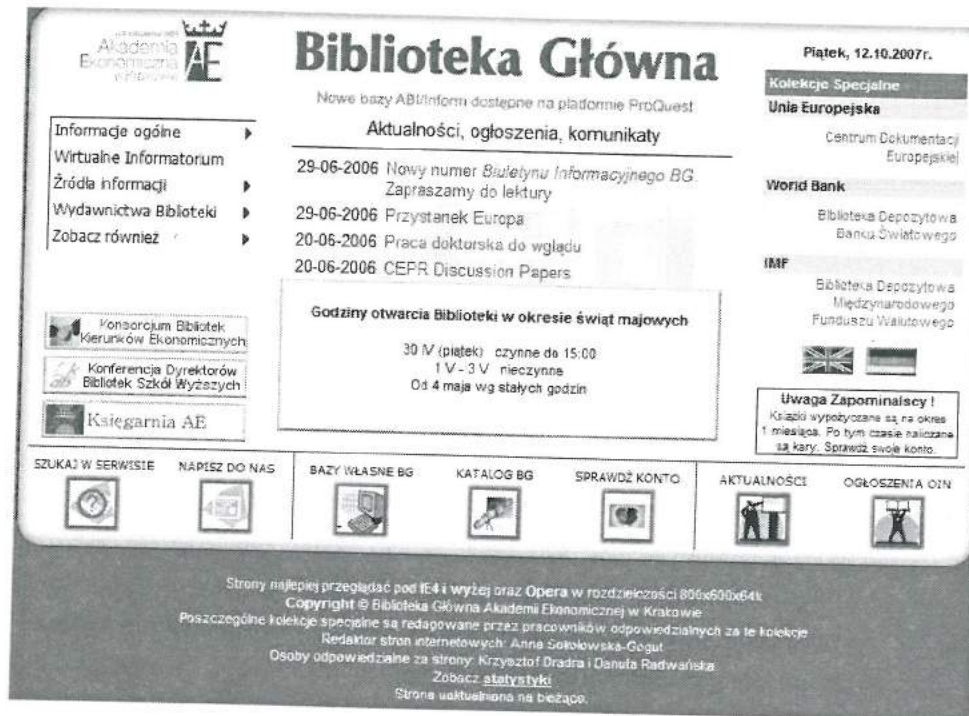 Akademia
Ekonomiczna
w Krakowie
AE
Biblioteka Główna
Nowe bazy ABI/Inform dostępne na platformie ProQuest
Aktualności, ogłoszenia, komunikaty
Piątek, 12.10.2007r.
Informacje ogólne
Wirtualne Informatorium
Źródła informacji
Wydawnictwa Biblioteki
Zobacz również
29-06-2006 Nowy numer Biuletynu Informacyjnego BG.
Zapraszamy do lektury
29-06-2006 Przystanek Europa
20-06-2006 Praca doktorska do wglądu
20-06-2006 CEPR Discussion Papers
Godziny otwarcia Biblioteki w okresie świąt majowych
30 IV (piątek) czynne do 15:00
1 V - 3 V nieczynne
Od 4 maja wg stałych godzin
Kolekcje Specjalne
Unia Europejska
Centrum Dokumentacji
Europejskiej
World Bank
Biblioteka Depozytowa
Banku Światowego
IMF
Biblioteka Depozytowa
Międzynarodowego
Funduszu Walutowego
Uwaga Zapominalscy !
Książki wypożyczane są na okres
1 miesiąca. Po tym czasie naliczane
są kary. Sprawdź swoje konto.
Konsorcjum Bibliotek
Kierunków Ekonomicznych
Konferencja Dyrektorów
Bibliotek Szkół Wyższych
Księgarnia AE
SZUKAJ W SERWISIE
NAPISZ DO NAS
BAZY WŁASNE BG
KATALOG BG
SPRAWDŹ KONTO
AKTUALNOŚCI
OGŁOSZENIA OIN
Strony najlepiej przeglądać pod IE4 i wyżej oraz Opera w rozdzielczości 800x600x64k
Copyright © Biblioteka Główna Akademii Ekonomicznej w Krakowie
Poszczególne kolekcje specjalne są redagowane przez pracowników odpowiedzialnych za te kolekcje
Redaktor stron internetowych: Anna Sokołowska-Gogut
Osoby odpowiedzialne za strony: Krzysztof Dradra i Danuta Radwańska
Zobacz statystyki
Strona uaktualniona na bieżąco.